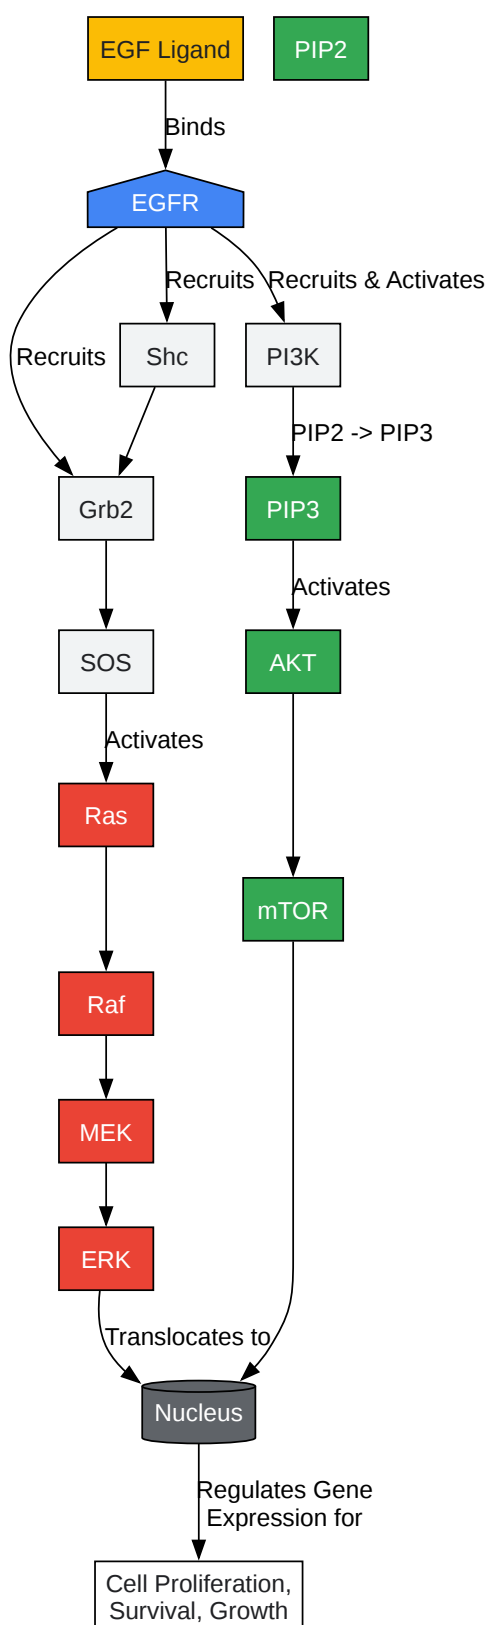 EGF Ligand
PIP2
Binds
EGFR
Recruits
Recruits & Activates
Recruits
Shc
PI3K
PIP2 -> PIP3
Grb2
PIP3
Activates
SOS
AKT
Activates
Ras
mTOR
Raf
MEK
ERK
Translocates to
Nucleus
Regulates Gene
Expression for
Cell Proliferation,
Survival, Growth